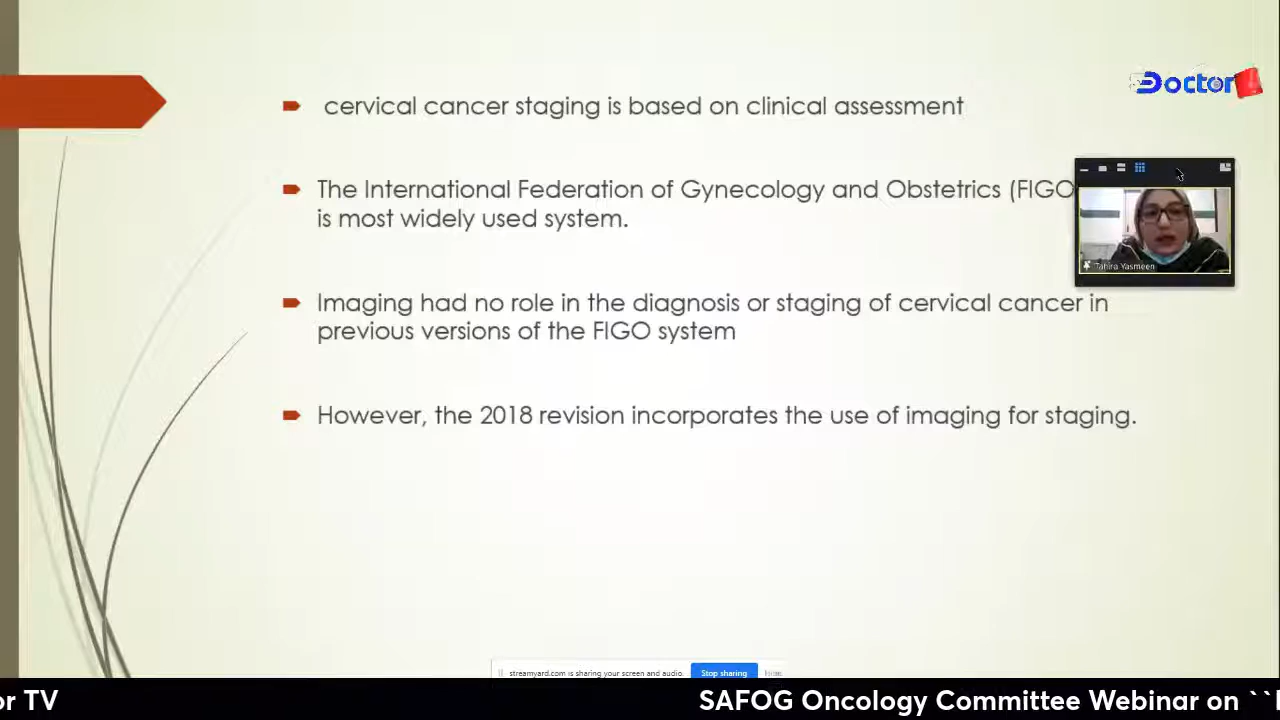 cervical cancer staging is based on clinical assessment
The International Federation of Gynecology and Obstetrics (FIGO
is most widely used system.
Imaging had no role in the diagnosis or staging of cervical cancer in
previous versions of the FIGO system
However, the 2018 revision incorporates the use of imaging for staging.
Doctor
Tahira Yasmeen
streamyard.com is sharing your screen and audio.
Stop sharing
Hide
or TV
SAFOG Oncology Committee Webinar on ``